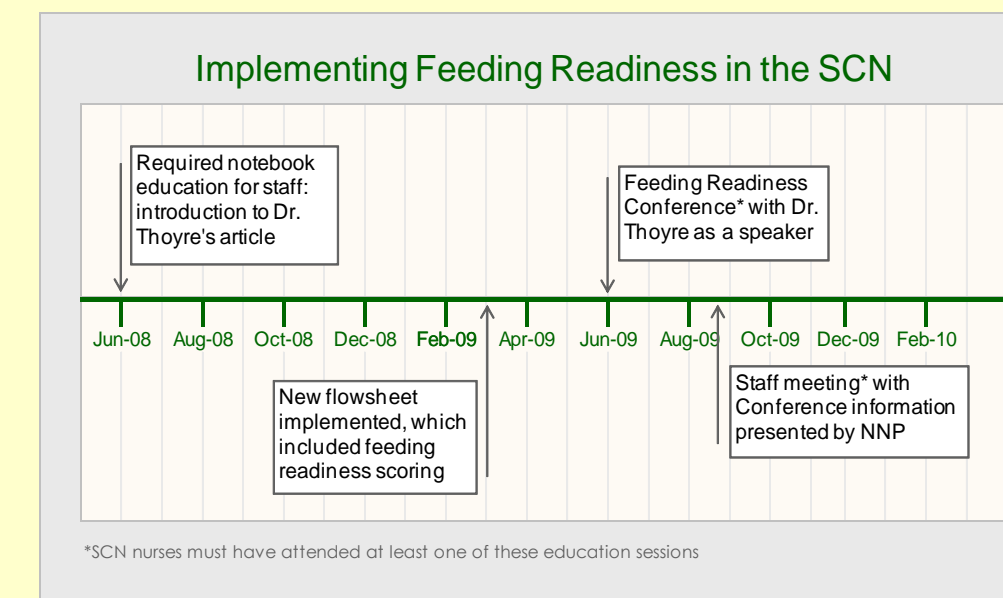 Implementing Feeding Readiness in the SCN
Required notebook
education for staff:
introduction to Dr.
Thoyre's article
Feeding Readiness
Conference* with Dr.
Thoyre as a speaker
Jun-08 Aug-08 Oct-08 Dec-08 Feb-09 Apr-09 Jun-09 Aug-09 Oct-09 Dec-09 Feb-10
New flowsheet
implemented, which
included feeding
readiness scoring
Staff meeting* with
Conference information
presented by NNP
*SCN nurses must have attended at least one of these education sessions